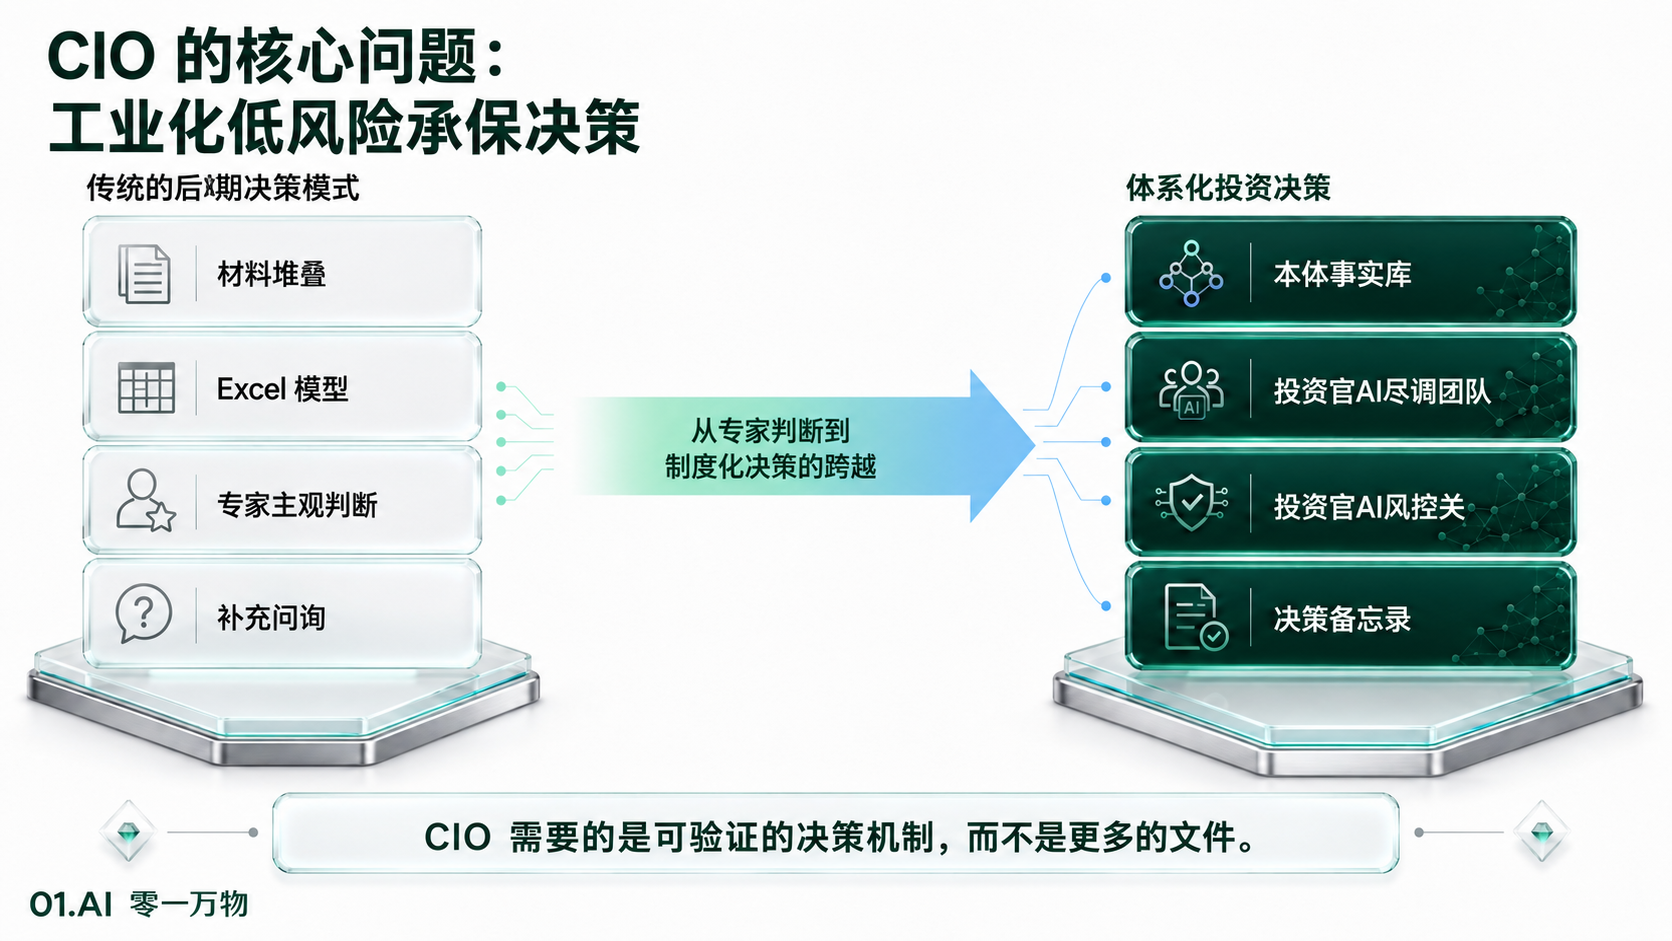 CIO 的核心问题：
工业化低风险承保决策
传统的后期决策模式
材料堆叠
Excel 模型
专家主观判断
补充问询
从专家判断到
制度化决策的跨越
体系化投资决策
本体事实库
投资官AI尽调团队
AI
投资官AI风控关
决策备忘录
CIO 需要的是可验证的决策机制，而不是更多的文件。
01.AI 零一万物